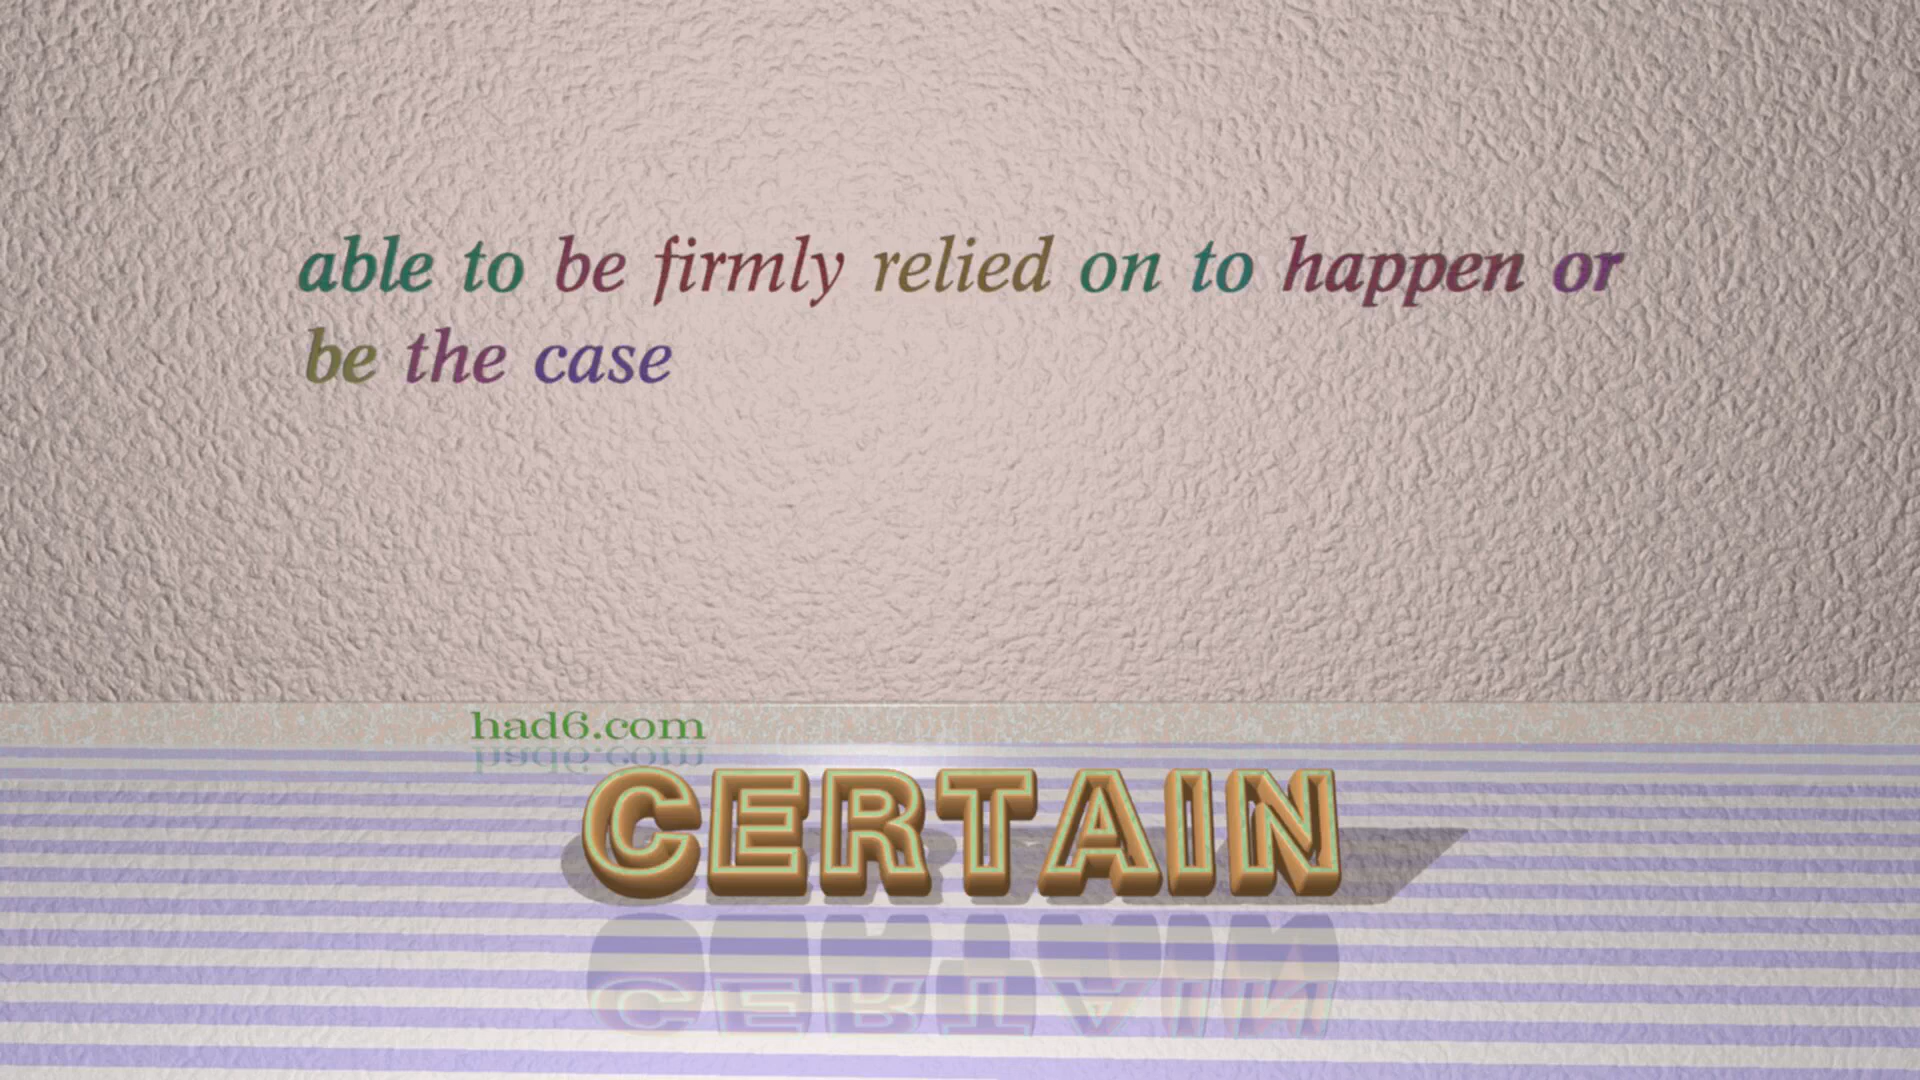 able to be firmly relied on to happen or
be the case
had6.com
CERTAIN